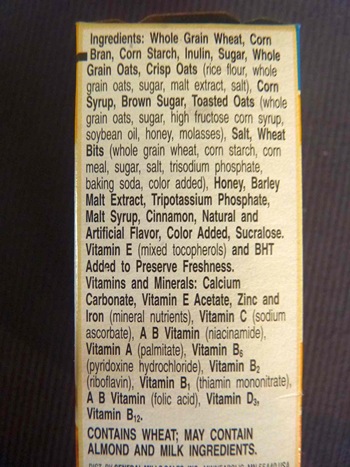 Ingredients: Whole Grain Wheat, Corn
Bran, Corn Starch, Inulin, Sugar, Whole
Grain Oats, Crisp Oats (rice flour, whole
grain oats, sugar, malt extract, salt), Corn
Syrup, Brown Sugar, Toasted Oats (whole
grain oats, sugar, high fructose corn syrup,
soybean oil, honey, molasses), Salt, Wheat
Bits (whole grain wheat, corn starch, corn
meal, sugar, salt, trisodium phosphate,
baking soda, color added), Honey, Barley
Malt Extract, Tripotassium Phosphate,
Malt Syrup, Cinnamon, Natural and
Artificial Flavor, Color Added, Sucralose.
Vitamin E (mixed tocopherols) and BHT
Added to Preserve Freshness.
Vitamins and Minerals: Calcium
Carbonate, Vitamin E Acetate, Zinc and
Iron (mineral nutrients), Vitamin C (sodium
ascorbate), A B Vitamin (niacinamide),
Vitamin A (palmitate), Vitamin B6
(pyridoxine hydrochloride), Vitamin B2
(riboflavin), Vitamin B1 (thiamin mononitrate),
A B Vitamin (folic acid), Vitamin D3,
Vitamin B12.
CONTAINS WHEAT; MAY CONTAIN
ALMOND AND MILK INGREDIENTS.
DIST. BY GENERAL MILLS SALES, INC.